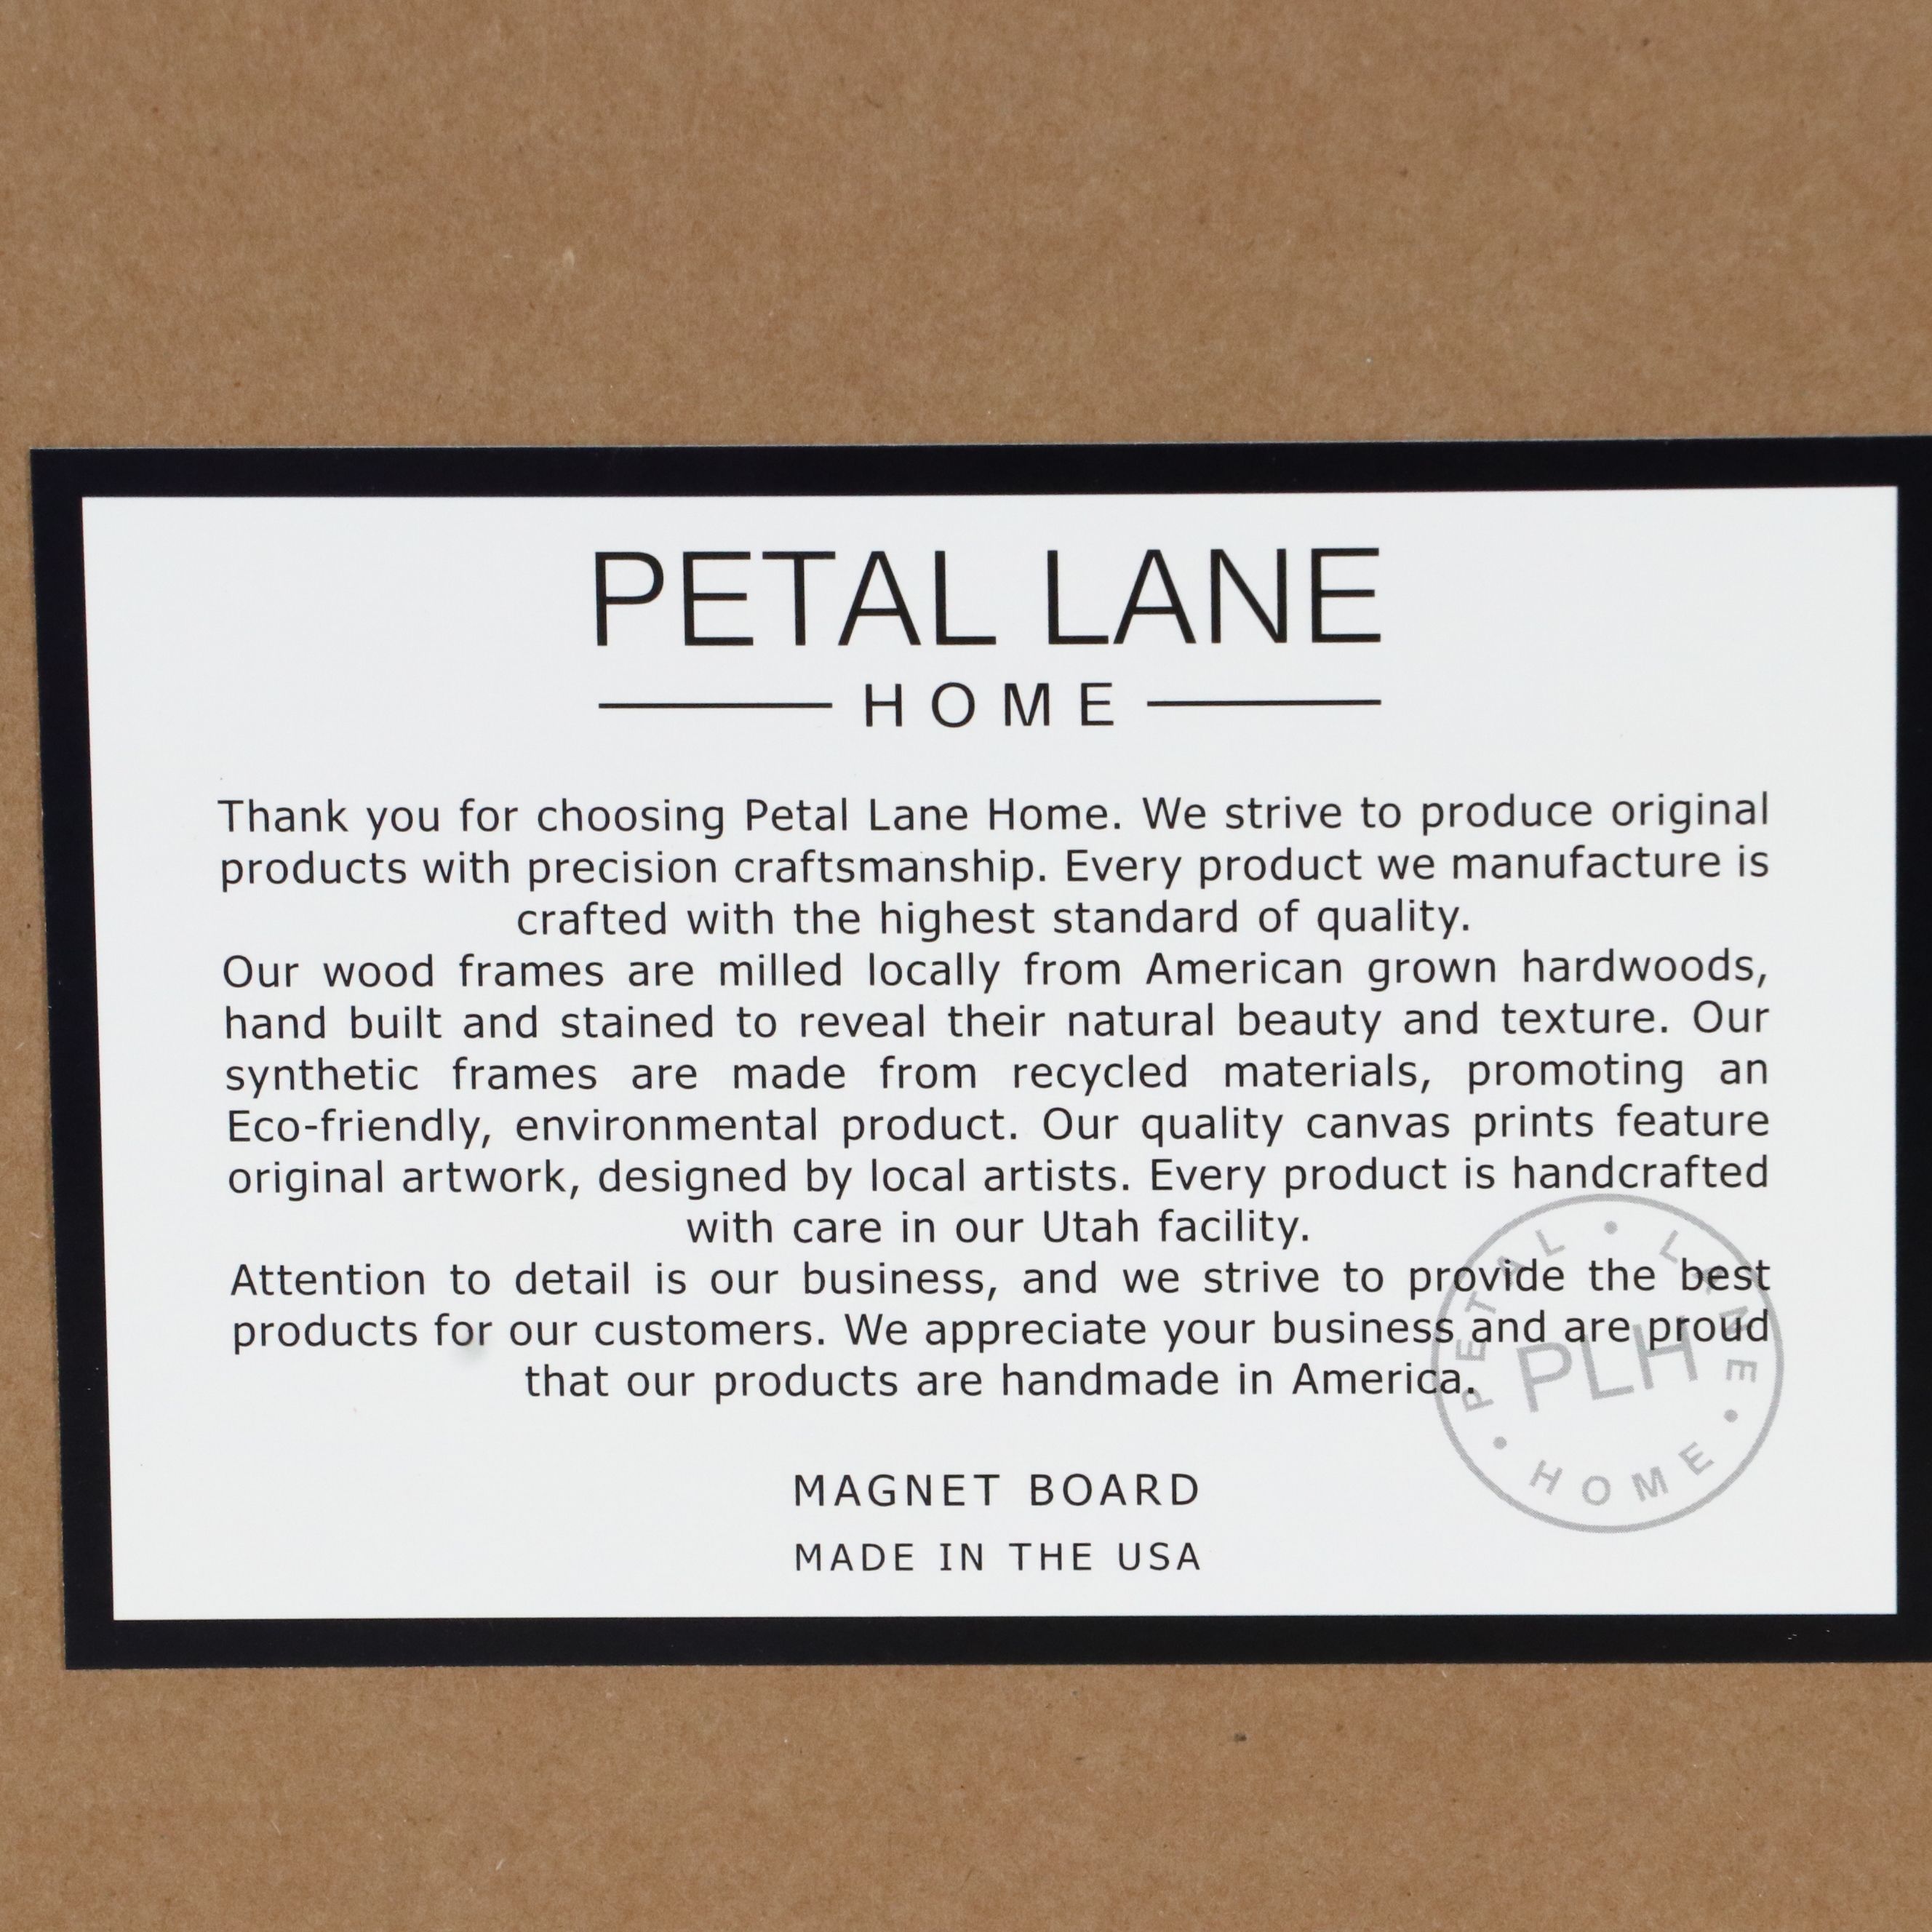 PETAL LANE
HOME
Thank you for choosing Petal Lane Home. We strive to produce original
products with precision craftsmanship. Every product we manufacture is
crafted with the highest standard of quality.
Our wood frames are milled locally from American grown hardwoods,
hand built and stained to reveal their natural beauty and texture. Our
synthetic frames are made from recycled materials, promoting an
Eco-friendly, environmental product. Our quality canvas prints feature
original artwork, designed by local artists. Every product is handcrafted
with care in our Utah facility.
Attention to detail is our business, and we strive to provide the best
products for our customers. We appreciate your business and are proud
that our products are handmade in America.
PETAL • LANE • HOME •
PLH
MAGNET BOARD
MADE IN THE USA